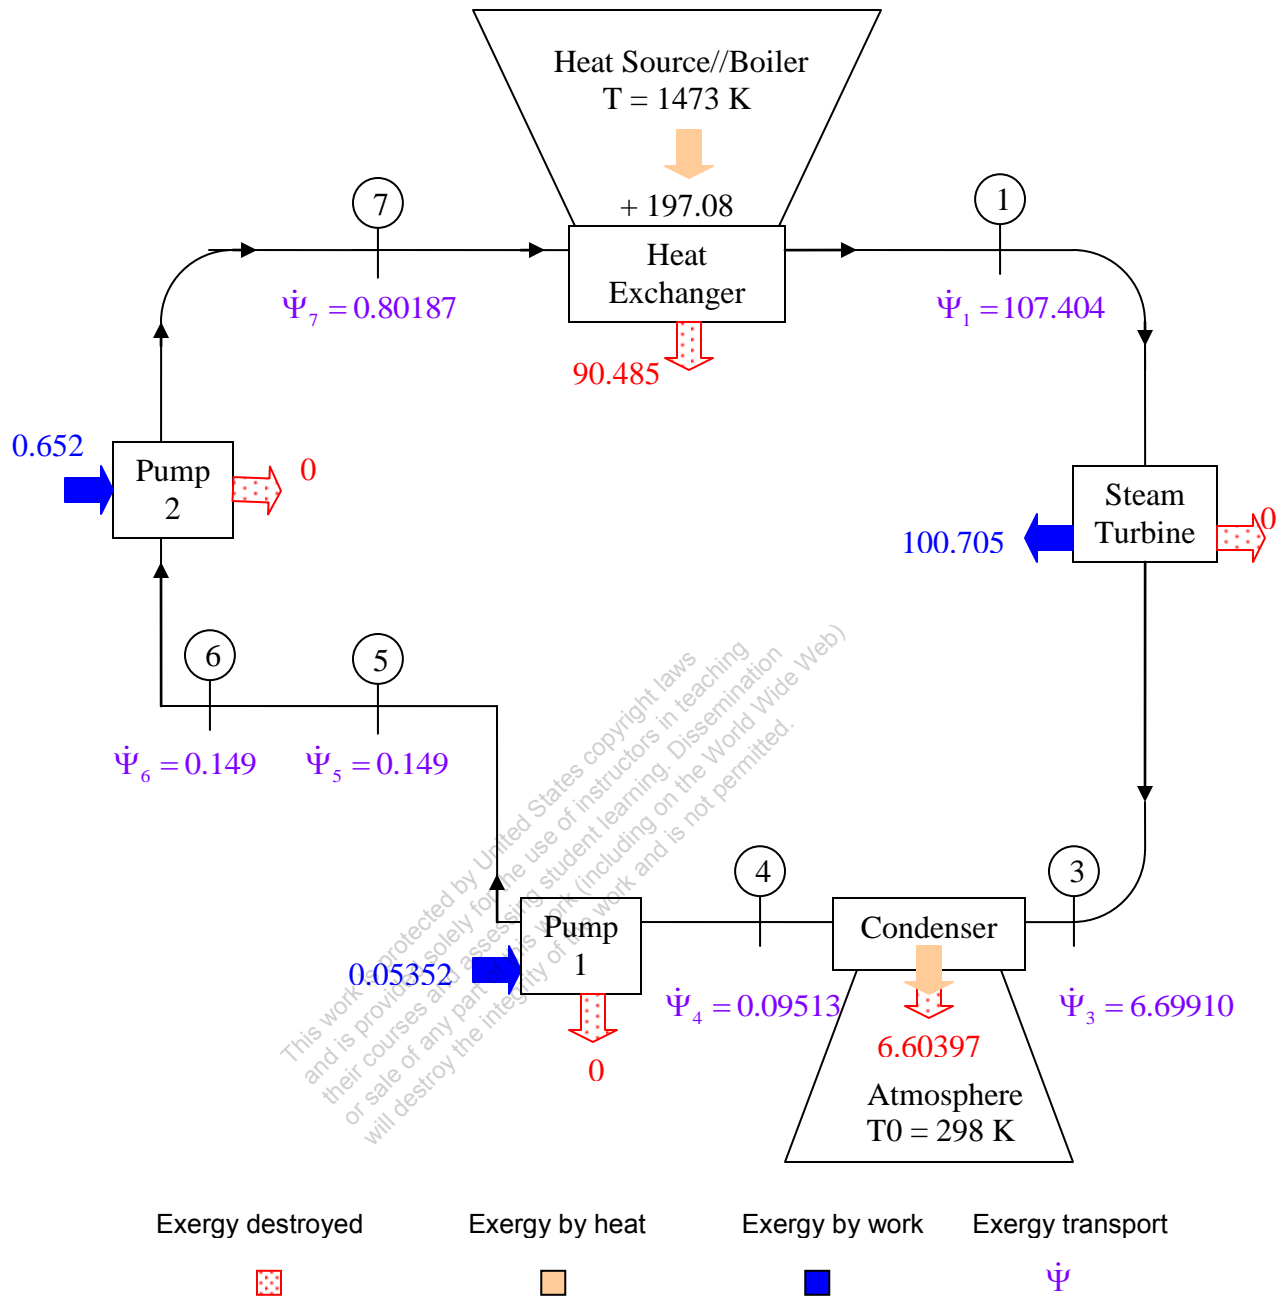 Heat Source//Boiler
T = 1473 K
+ 197.08
7
1
Heat
Exchanger
Ψ̇₇ = 0.80187
Ψ̇₁ = 107.404
90.485
0.652
Pump
2
0
Steam
Turbine
0
100.705
6
5
Ψ̇₆ = 0.149
Ψ̇₅ = 0.149
This work is protected by United States copyright laws
and is provided solely for the use of instructors in teaching
their courses and assessing student learning. Dissemination
or sale of any part of this work (including on the World Wide Web)
will destroy the integrity of the work and is not permitted.
4
3
Pump
1
Condenser
0.05352
Ψ̇₄ = 0.09513
Ψ̇₃ = 6.69910
0
6.60397
Atmosphere
T0 = 298 K
Exergy destroyed
Exergy by heat
Exergy by work
Exergy transport
Ψ̇